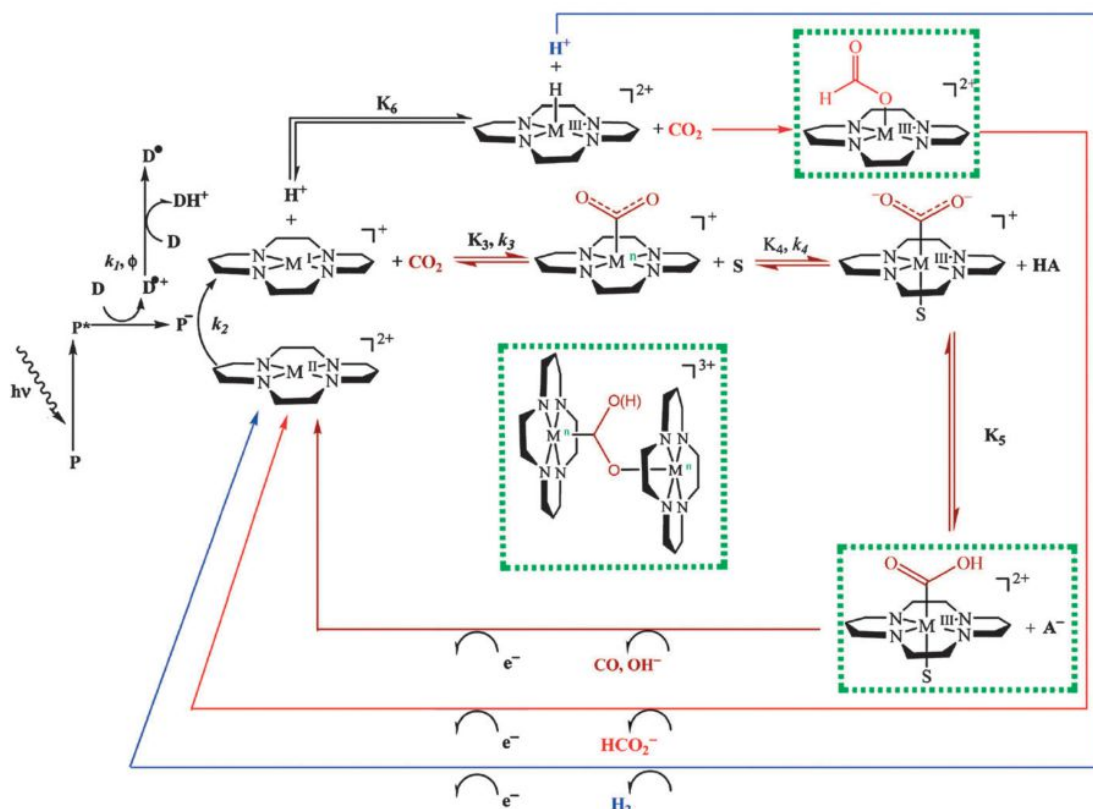 H⁺
+
H
M III
N N N N
]2+
+ CO₂
O
H O
M III
N N N N
]2+
K₆
H⁺
+
M I
N N N N
]+
+ CO₂
K₃, k₃
O O
M n
N N N N
]+
+ S
K₄, k₄
⁻O O⁻
M III
N N N N
S
]+
+ HA
D•
DH⁺
D
k₁, ϕ
D•⁺
D
P*
P⁻
k₂
hν
P
M II
N N N N
]2+
]3+
O(H)
N N
M n
N N
O
N N
M n
N N
K₅
O OH
M III
N N N N
S
]2+
+ A⁻
e⁻ CO, OH⁻
e⁻ HCO₂⁻
e⁻ H₂